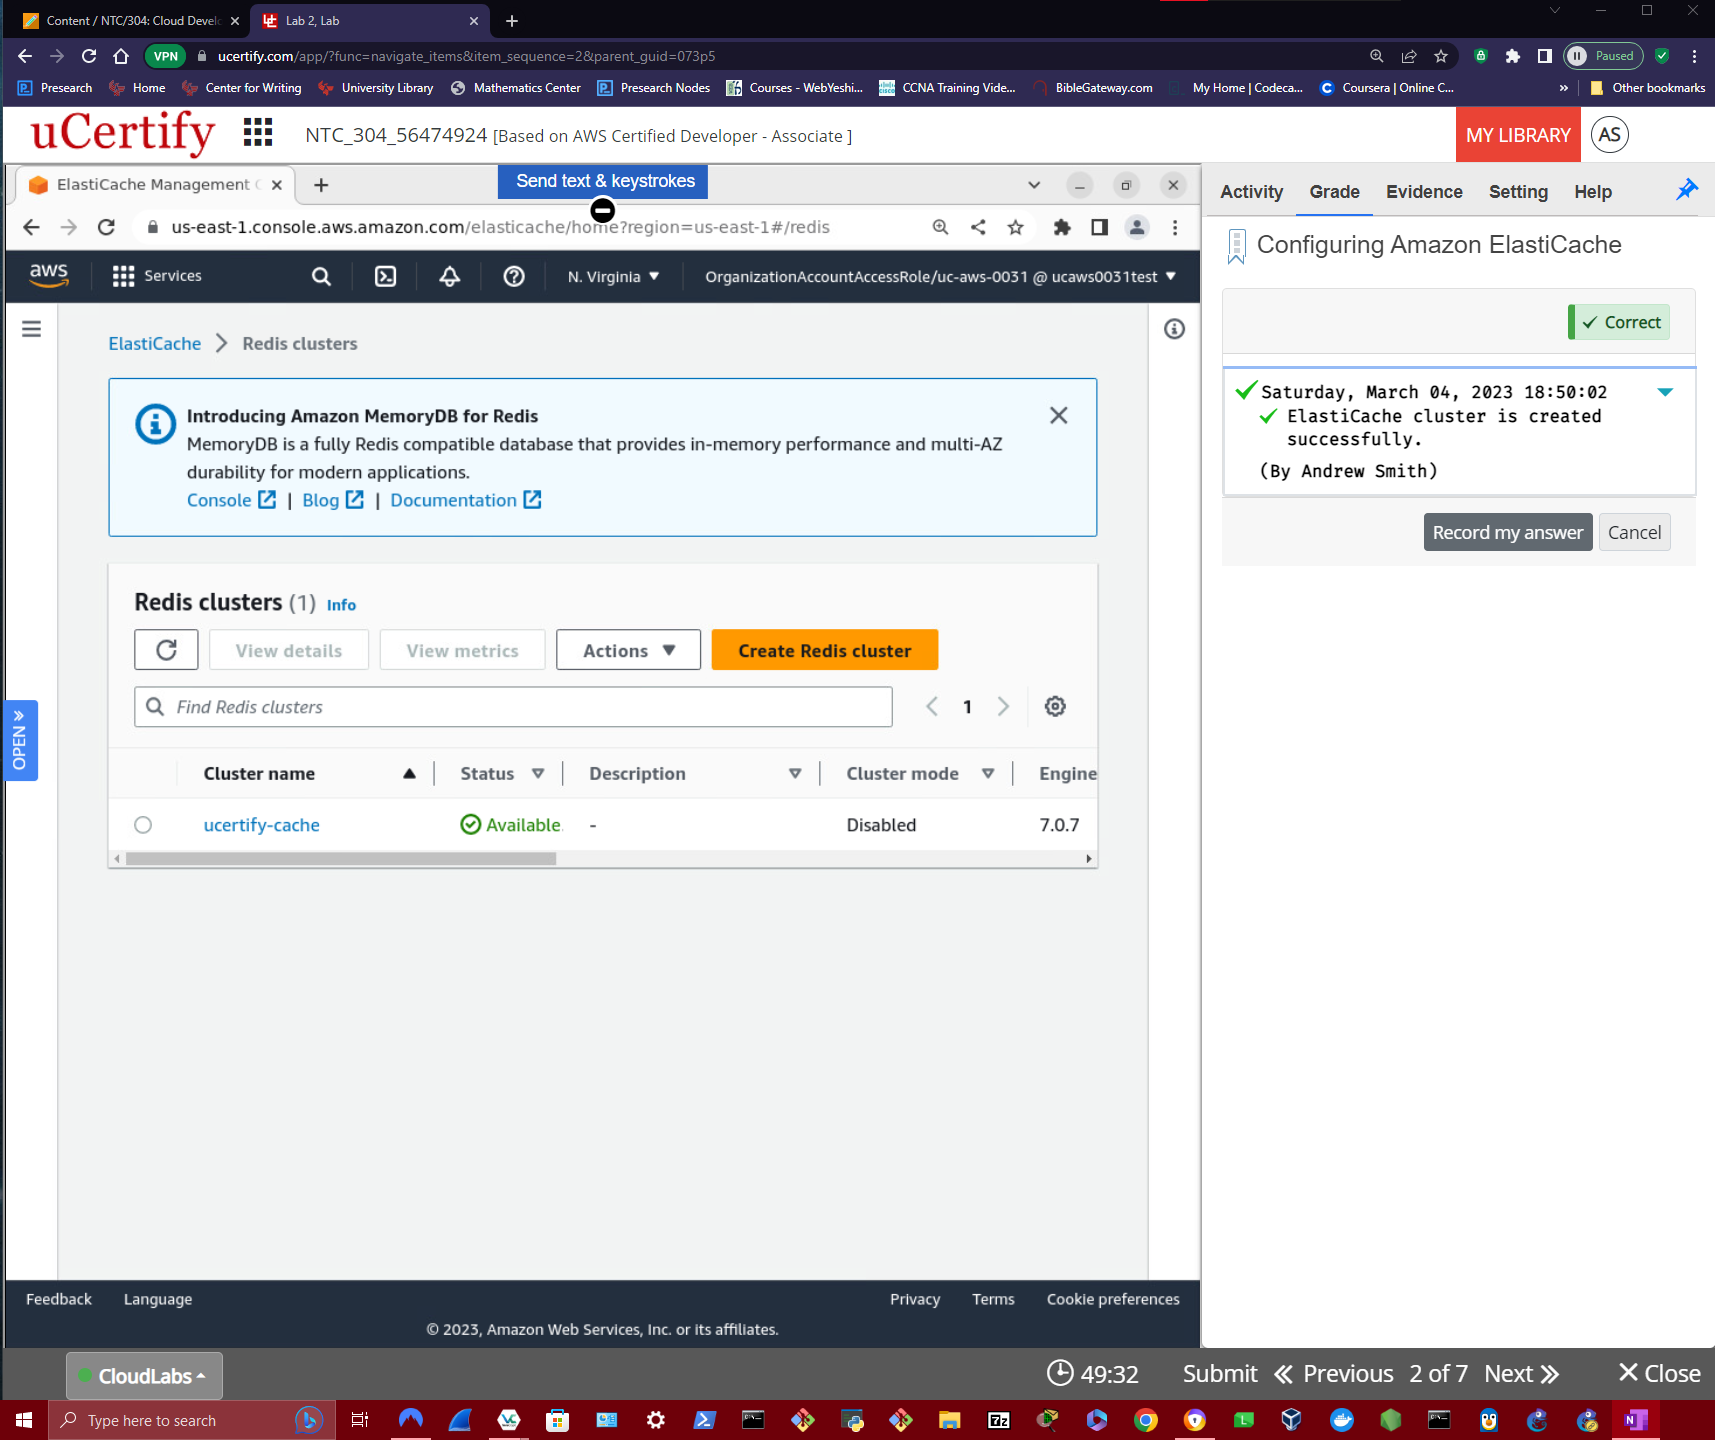 Content / NTC/304: Cloud Devel
Lab 2, Lab
VPN
ucertify.com/app/?func=navigate_items&item_sequence=2&parent_guid=073p5
Paused
Presearch
Home
Center for Writing
University Library
Mathematics Center
Presearch Nodes
Courses - WebYeshi...
CCNA Training Vide...
BibleGateway.com
My Home | Codeca...
Coursera | Online C...
»
Other bookmarks
uCertify
NTC_304_56474924 [Based on AWS Certified Developer - Associate ]
MY LIBRARY
AS
ElastiCache Management C
Send text & keystrokes
us-east-1.console.aws.amazon.com/elasticache/home?region=us-east-1#/redis
aws
Services
N. Virginia
OrganizationAccountAccessRole/uc-aws-0031 @ ucaws0031test
ElastiCache
Redis clusters
Introducing Amazon MemoryDB for Redis
MemoryDB is a fully Redis compatible database that provides in-memory performance and multi-AZ
durability for modern applications.
Console | Blog | Documentation
Redis clusters (1) Info
View details
View metrics
Actions
Create Redis cluster
Find Redis clusters
1
Cluster name
Status
Description
Cluster mode
Engine
ucertify-cache
Available
-
Disabled
7.0.7
OPEN »
Feedback
Language
Privacy
Terms
Cookie preferences
© 2023, Amazon Web Services, Inc. or its affiliates.
Activity
Grade
Evidence
Setting
Help
Configuring Amazon ElastiCache
Correct
Saturday, March 04, 2023 18:50:02
ElastiCache cluster is created
successfully.
(By Andrew Smith)
Record my answer
Cancel
CloudLabs
49:32
Submit
Previous
2 of 7
Next
Close
Type here to search